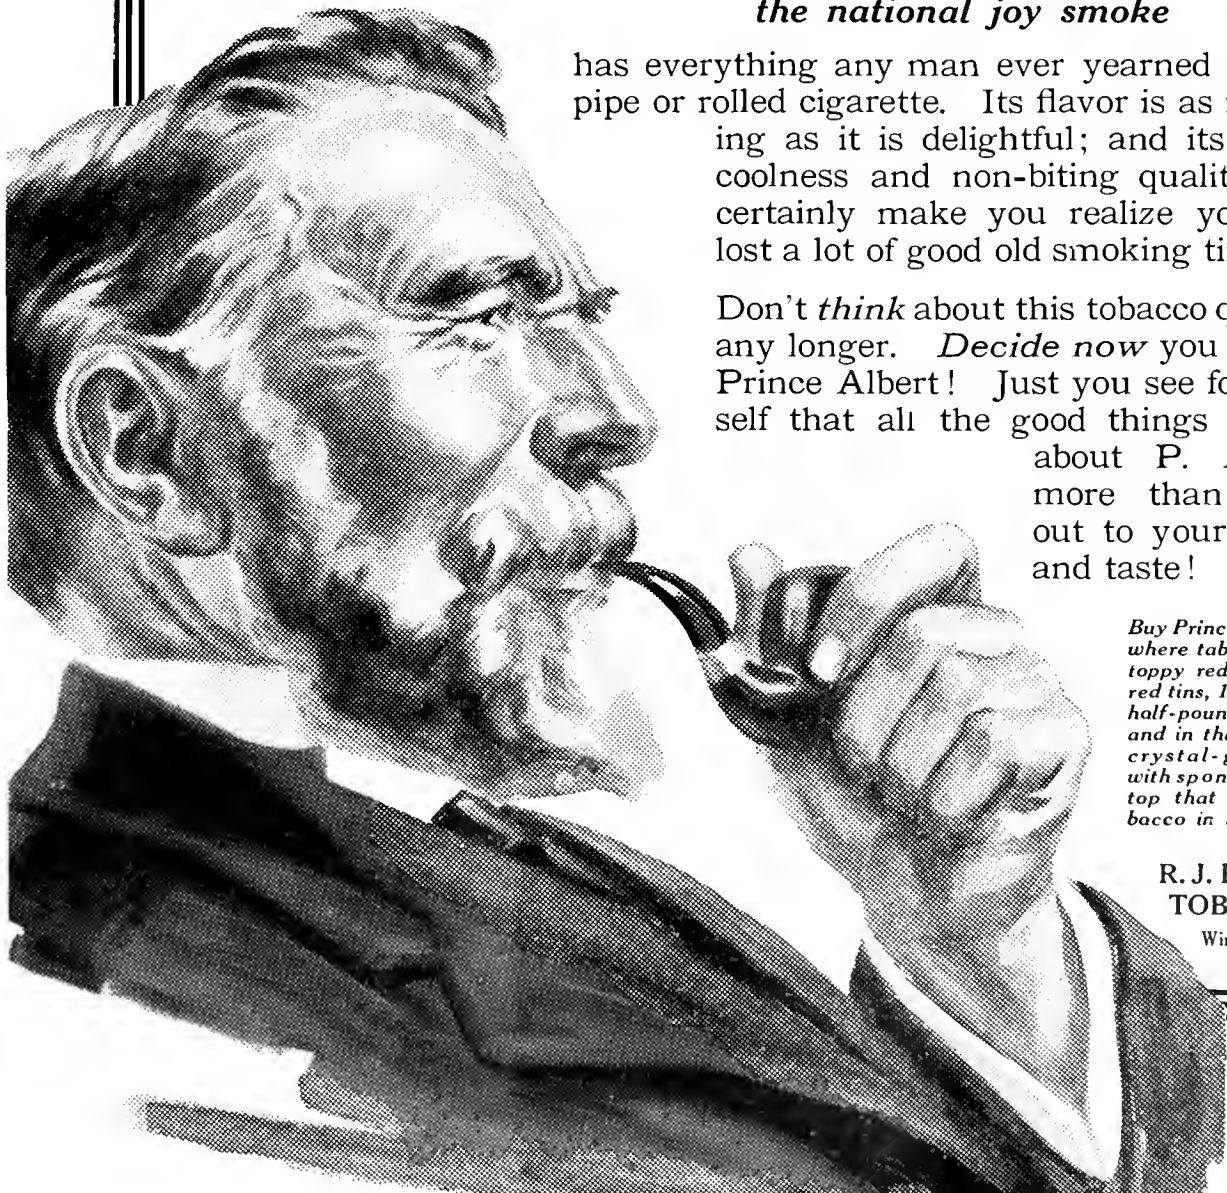 the national joy smoke
has everything any man ever yearned
pipe or rolled cigarette. Its flavor is as
ing as it is delightful; and its
coolness and non-biting qualit
certainly make you realize yo
lost a lot of good old smoking ti
Don't think about this tobacco
any longer. Decide now you
Prince Albert! Just you see fo
self that all the good things
about P.
more than
out to your
and taste!
Buy Princ
where tab
toppy red
red tins,
half-poun
and in the
crystal-g
with spon
top that
bacco in
R. J.
TOB
Wi